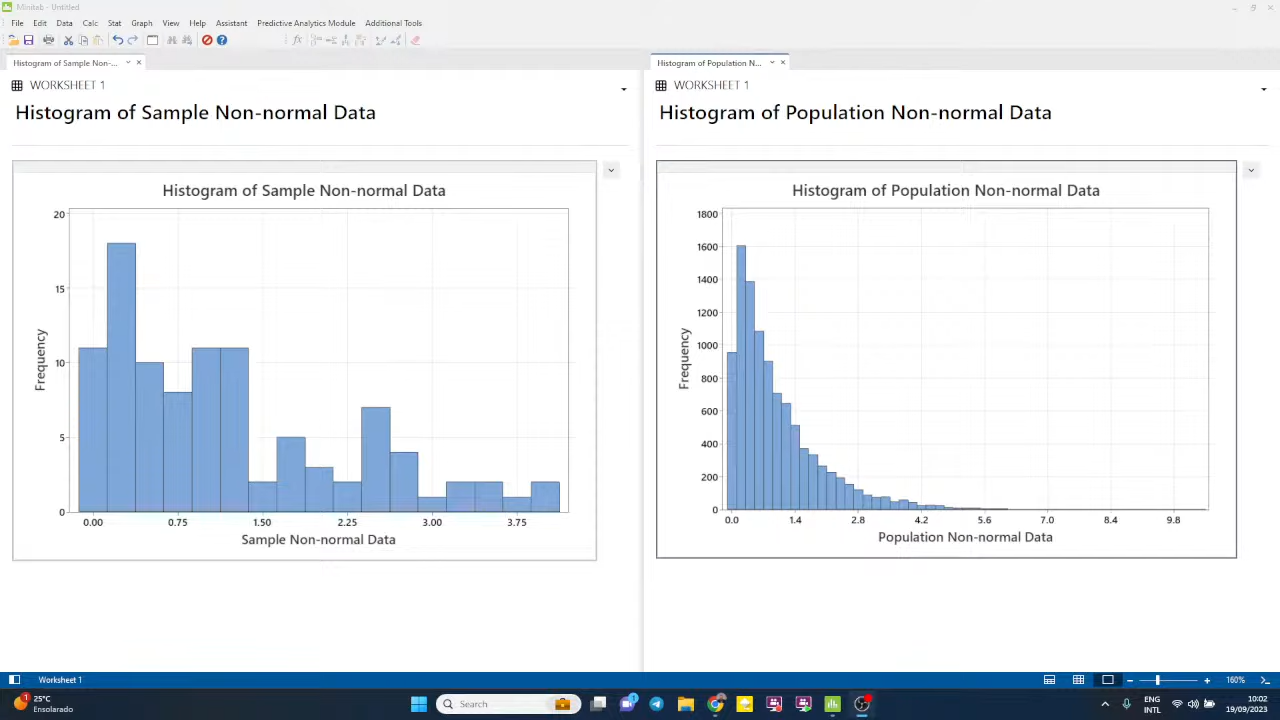 Minitab - Untitled
File Edit Data Calc Stat Graph View Help Assistant Predictive Analytics Module Additional Tools
Histogram of Sample Non-...
WORKSHEET 1
Histogram of Sample Non-normal Data
Histogram of Sample Non-normal Data
20
15
10
5
0
Frequency
0.00 0.75 1.50 2.25 3.00 3.75
Sample Non-normal Data
Histogram of Population N...
WORKSHEET 1
Histogram of Population Non-normal Data
Histogram of Population Non-normal Data
1800
1600
1400
1200
1000
800
600
400
200
0
Frequency
0.0 1.4 2.8 4.2 5.6 7.0 8.4 9.8
Population Non-normal Data
Worksheet 1
160%
1
25°C
Ensolarado
Search
1
ENG
INTL
10:02
19/09/2023